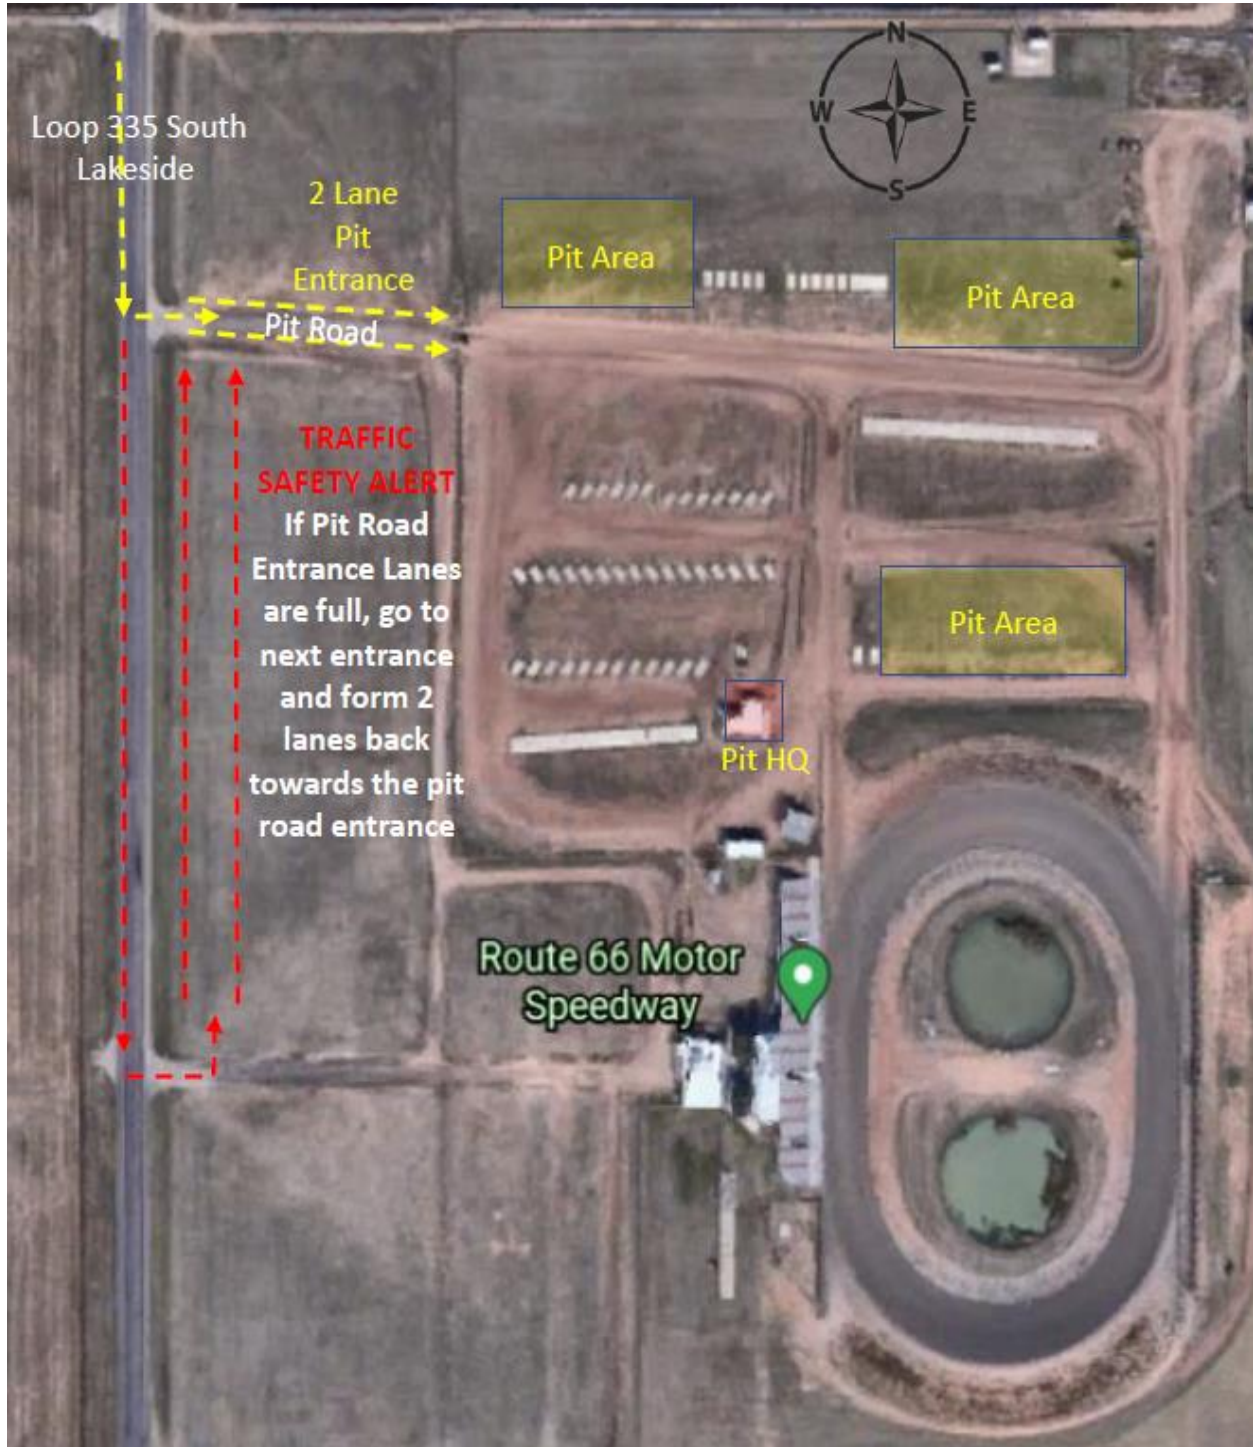 N
W E
S
Loop 335 South
Lakeside
2 Lane
Pit
Entrance
Pit Road
Pit Area
Pit Area
TRAFFIC
SAFETY ALERT
If Pit Road
Entrance Lanes
are full, go to
next entrance
and form 2
lanes back
towards the pit
road entrance
Pit Area
Pit HQ
Route 66 Motor
Speedway